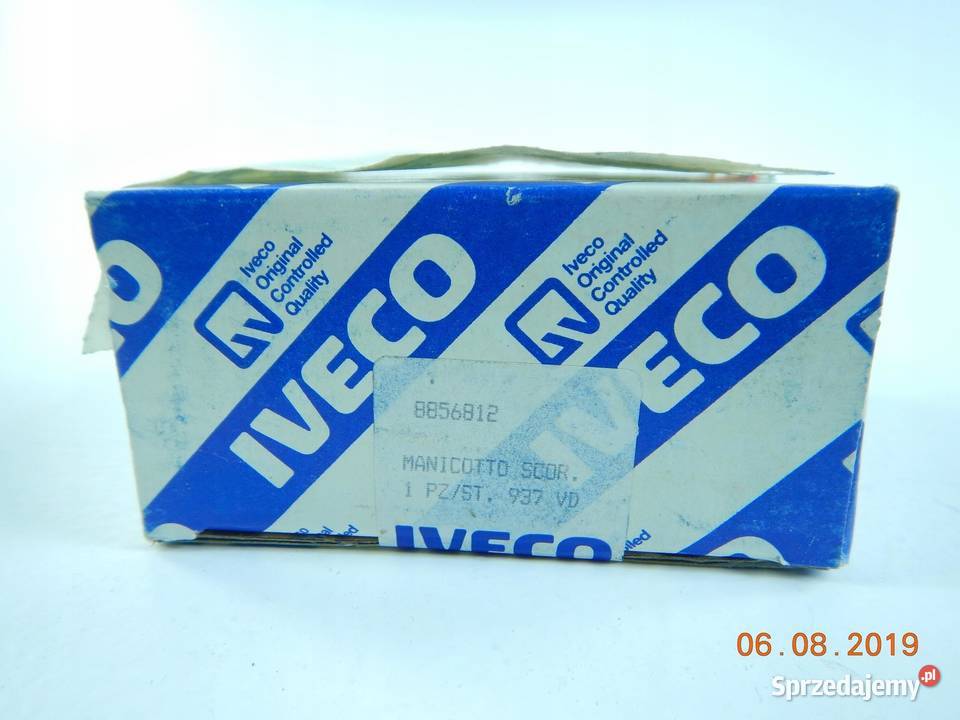 IVECO
Iveco
Original
Controlled
Quality
IVECO
Iveco
Original
Controlled
Quality
8856812
MANICOTTO SCOR.
1 PZ/ST. 937 VD
IVECO
06.08.2019
Sprzedajemy.pl